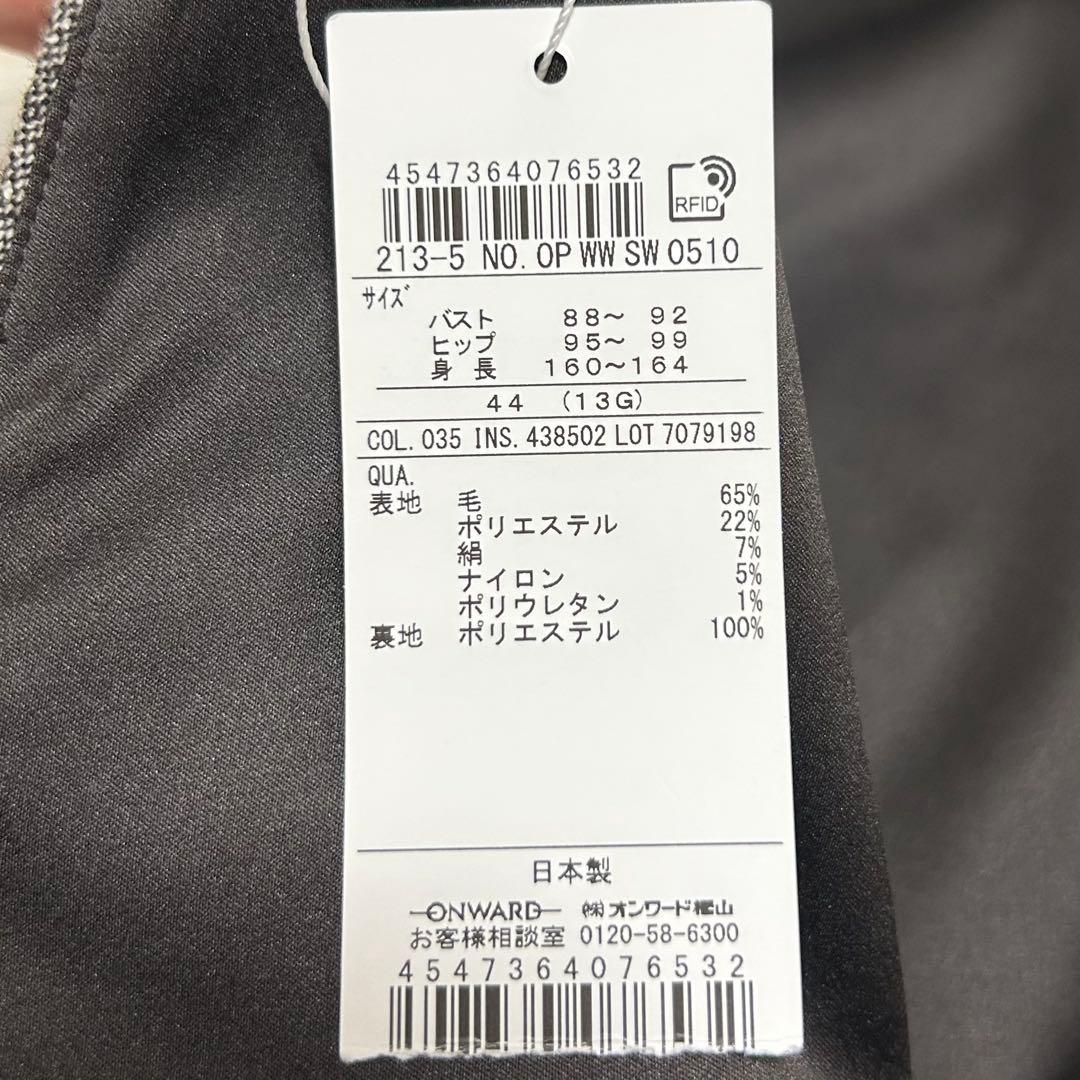 4547364076532
RFID
213-5 NO. OP WW SW 0510
サイズ
バスト 88～ 92
ヒップ 95～ 99
身長 160～164
44 (13G)
COL. 035 INS. 438502 LOT 7079198
QUA.
表地 毛 65%
ポリエステル 22%
絹 7%
ナイロン 5%
ポリウレタン 1%
裏地 ポリエステル 100%
日本製
ONWARD ㈱オンワード樫山
お客様相談室 0120-58-6300
4547364076532